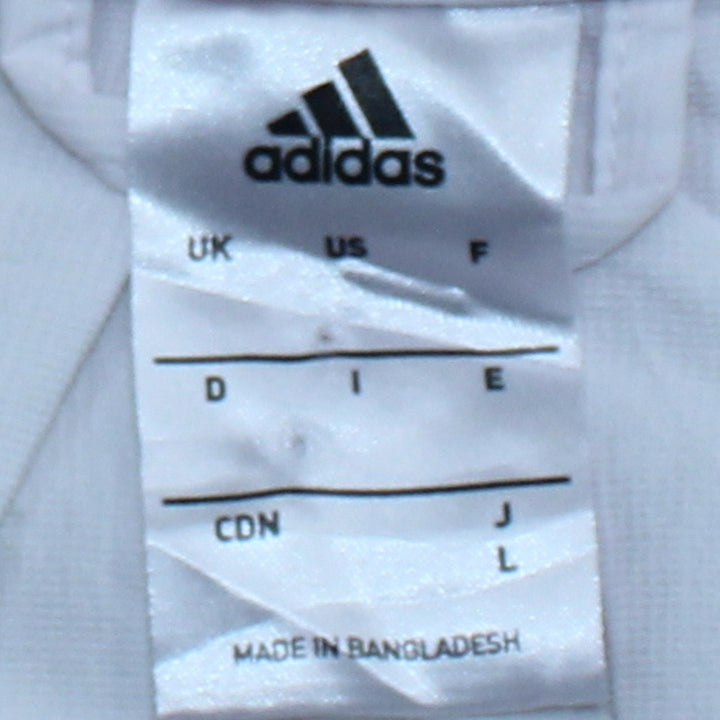 adidas
UK US F
D I E
CDN J
L
MADE IN BANGLADESH